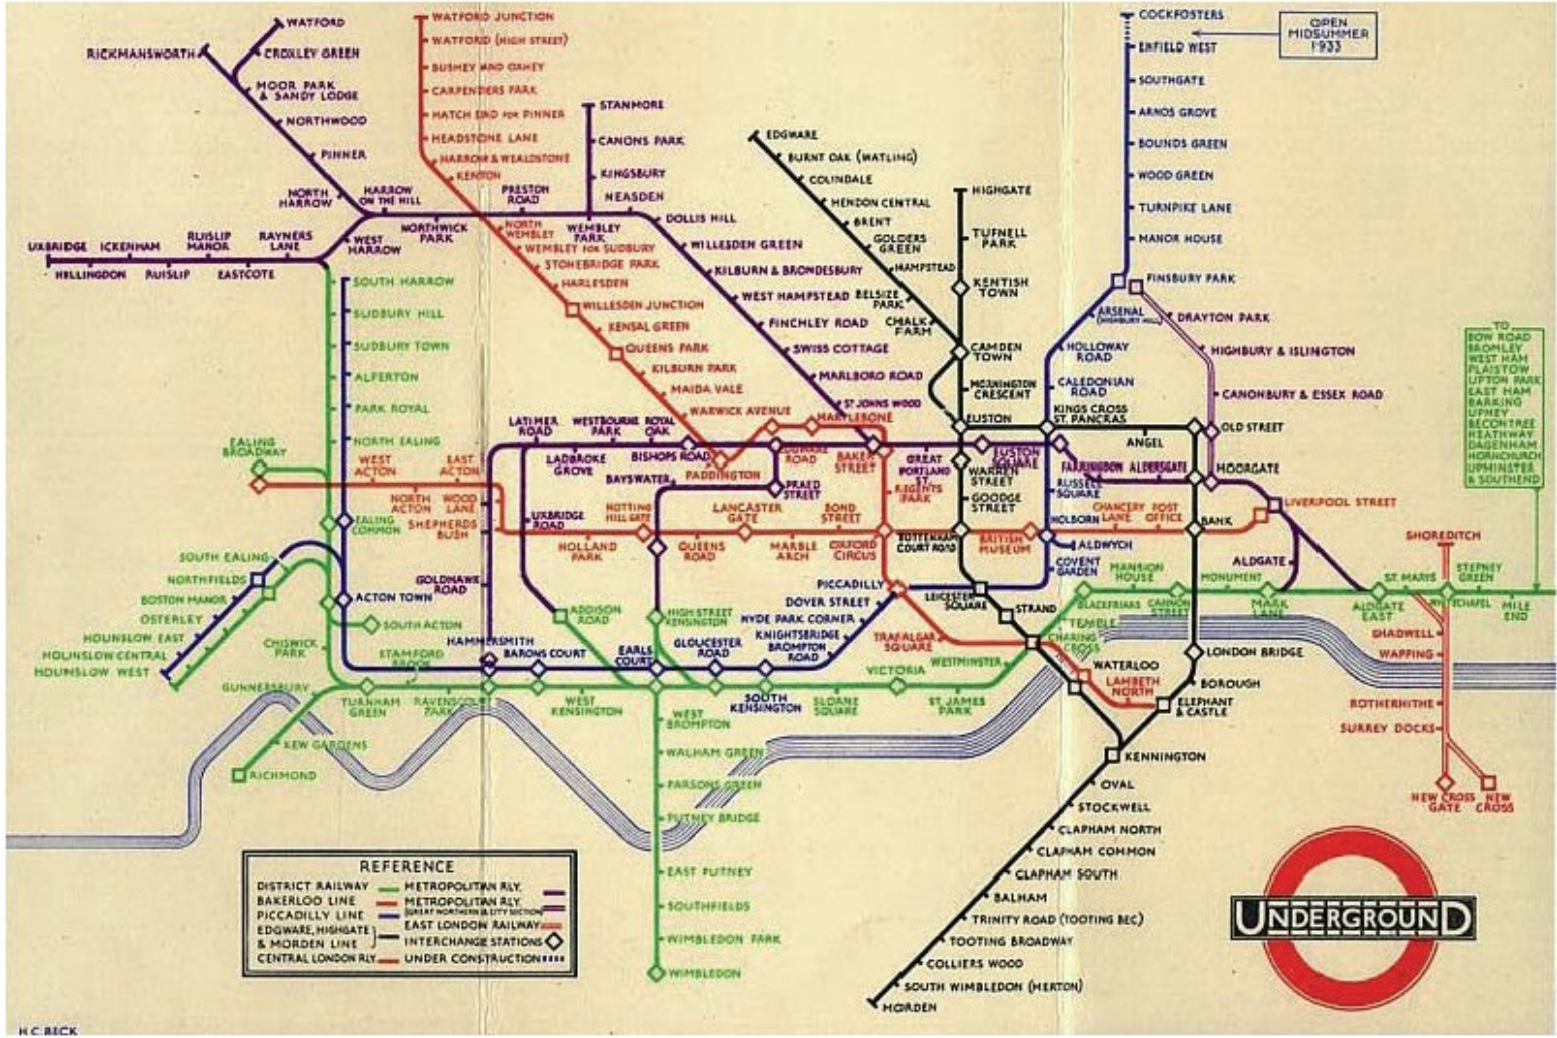 WATFORD
RICKMANSWORTH
CROXLEY GREEN
MOOR PARK
& SANDY LODGE
NORTHWOOD
PINNER
NORTH
HARROW
HARROW
ON THE HILL
NORTHWICK
PARK
PRESTON
ROAD
WEMBLEY
PARK
NEASDEN
STANMORE
CANONS PARK
KINGSBURY
DOLLIS HILL
WILLESDEN GREEN
KILBURN & BRONDESBURY
WEST HAMPSTEAD
FINCHLEY ROAD
SWISS COTTAGE
MARLBORO ROAD
ST JOHNS WOOD
UXBRIDGE
HILLINGDON
ICKENHAM
RUISLIP
RUISLIP
MANOR
EASTCOTE
RAYNERS
LANE
WEST
HARROW
WATFORD JUNCTION
WATFORD (HIGH STREET)
BUSHEY AND OXHEY
CARPENDERS PARK
HATCH END FOR PINNER
HEADSTONE LANE
HARROW & WEALDSTONE
KENTON
NORTH
WEMBLEY
WEMBLEY FOR SUDBURY
STONEBRIDGE PARK
HARLESDEN
WILLESDEN JUNCTION
KENSAL GREEN
QUEENS PARK
KILBURN PARK
MAIDA VALE
WARWICK AVENUE
PADDINGTON
EDGWARE
ROAD
MARYLEBONE
BAKER
STREET
REGENTS
PARK
OXFORD
CIRCUS
PICCADILLY
TRAFALGAR
SQUARE
CHARING
CROSS
WATERLOO
LAMBETH
NORTH
ELEPHANT
& CASTLE
EDGWARE
BURNT OAK (WATLING)
COLINDALE
HENDON CENTRAL
BRENT
GOLDERS
GREEN
HAMPSTEAD
BELSIZE
PARK
CHALK
FARM
HIGHGATE
TUFNELL
PARK
KENTISH
TOWN
CAMDEN
TOWN
MORNINGTON
CRESCENT
EUSTON
WARREN
STREET
GOODGE
STREET
TOTTENHAM
COURT ROAD
LEICESTER
SQUARE
STRAND
KENNINGTON
OVAL
STOCKWELL
CLAPHAM NORTH
CLAPHAM COMMON
CLAPHAM SOUTH
BALHAM
TRINITY ROAD (TOOTING BEC)
TOOTING BROADWAY
COLLIERS WOOD
SOUTH WIMBLEDON (MERTON)
MORDEN
COCKFOSTERS
OPEN
MIDSUMMER
1933
ENFIELD WEST
SOUTHGATE
ARNOS GROVE
BOUNDS GREEN
WOOD GREEN
TURNPIKE LANE
MANOR HOUSE
FINSBURY PARK
ARSENAL
(HIGHBURY HILL)
HOLLOWAY
ROAD
CALEDONIAN
ROAD
KINGS CROSS
ST. PANCRAS
RUSSELL
SQUARE
HOLBORN
ALDWYCH
COVENT
GARDEN
DRAYTON PARK
HIGHBURY & ISLINGTON
CANONBURY & ESSEX ROAD
OLD STREET
MOORGATE
ANGEL
BANK
LONDON BRIDGE
BOROUGH
TO
BOW ROAD
BROMLEY
WEST HAM
PLAISTOW
UPTON PARK
EAST HAM
BARKING
UPNEY
BECONTREE
HEATHWAY
DAGENHAM
HORNCHURCH
UPMINSTER
& SOUTHEND
SOUTH HARROW
SUDBURY HILL
SUDBURY TOWN
ALPERTON
PARK ROYAL
NORTH EALING
EALING
BROADWAY
WEST
ACTON
NORTH
ACTON
EAST
ACTON
WOOD
LANE
SHEPHERDS
BUSH
HOLLAND
PARK
NOTTING
HILL GATE
QUEENS
ROAD
LANCASTER
GATE
MARBLE
ARCH
BOND
STREET
BRITISH
MUSEUM
CHANCERY
LANE
POST
OFFICE
LIVERPOOL STREET
LATIMER
ROAD
LADBROKE
GROVE
WESTBOURNE
PARK
ROYAL
OAK
BISHOPS ROAD
BAYSWATER
PRAED
STREET
GREAT
PORTLAND
ST.
EUSTON
SQUARE
FARRINGDON
ALDERSGATE
ALDGATE
UXBRIDGE
ROAD
GOLDHAWK
ROAD
HAMMERSMITH
ADDISON
ROAD
HIGH STREET
KENSINGTON
EALING
COMMON
SOUTH EALING
NORTHFIELDS
BOSTON MANOR
OSTERLEY
HOUNSLOW EAST
HOUNSLOW CENTRAL
HOUNSLOW WEST
ACTON TOWN
SOUTH ACTON
CHISWICK
PARK
STAMFORD
BROOK
GUNNERSBURY
KEW GARDENS
RICHMOND
TURNHAM
GREEN
RAVENSCOURT
PARK
BARONS COURT
WEST
KENSINGTON
EARLS
COURT
GLOUCESTER
ROAD
SOUTH
KENSINGTON
KNIGHTSBRIDGE
BROMPTON
ROAD
HYDE PARK CORNER
DOVER STREET
SLOANE
SQUARE
VICTORIA
ST. JAMES
PARK
WESTMINSTER
TEMPLE
BLACKFRIARS
MANSION
HOUSE
CANNON
STREET
MONUMENT
MARK
LANE
ALDGATE
EAST
ST. MARYS
WHITECHAPEL
STEPNEY
GREEN
MILE
END
SHOREDITCH
SHADWELL
WAPPING
ROTHERHITHE
SURREY DOCKS
NEW CROSS
GATE
NEW
CROSS
WEST
BROMPTON
WALHAM GREEN
PARSONS GREEN
PUTNEY BRIDGE
EAST PUTNEY
SOUTHFIELDS
WIMBLEDON PARK
WIMBLEDON
REFERENCE
DISTRICT RAILWAY
BAKERLOO LINE
PICCADILLY LINE
EDGWARE, HIGHGATE
& MORDEN LINE
CENTRAL LONDON RLY.
METROPOLITAN RLY.
METROPOLITAN RLY.
(GREAT NORTHERN & CITY SECTION)
EAST LONDON RAILWAY
INTERCHANGE STATIONS
UNDER CONSTRUCTION
UNDERGROUND
H.C. BECK